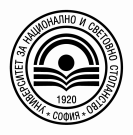 УНИВЕРСИТЕТ ЗА НАЦИОНАЛНО И СВЕТОВНО СТОПАНСТВО
1920
• СОФИЯ •